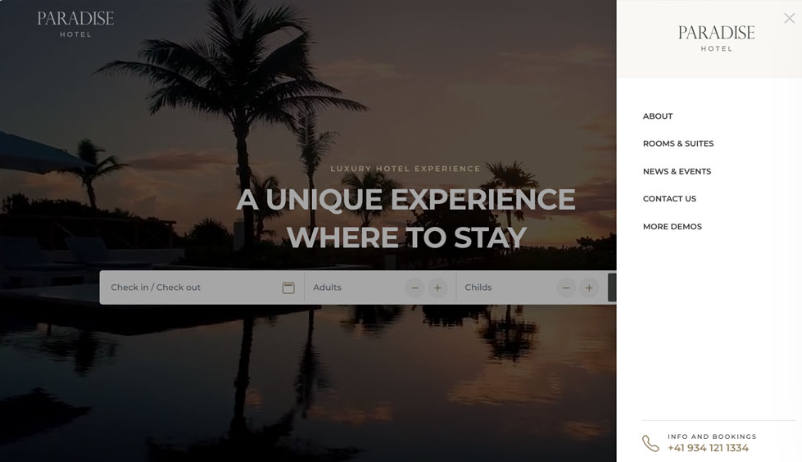 PARADISE
HOTEL
LUXURY HOTEL EXPERIENCE
A UNIQUE EXPERIENCE
WHERE TO STAY
Check in / Check out
Adults
Childs
PARADISE
HOTEL
ABOUT
ROOMS & SUITES
NEWS & EVENTS
CONTACT US
MORE DEMOS
INFO AND BOOKINGS
+41 934 121 1334